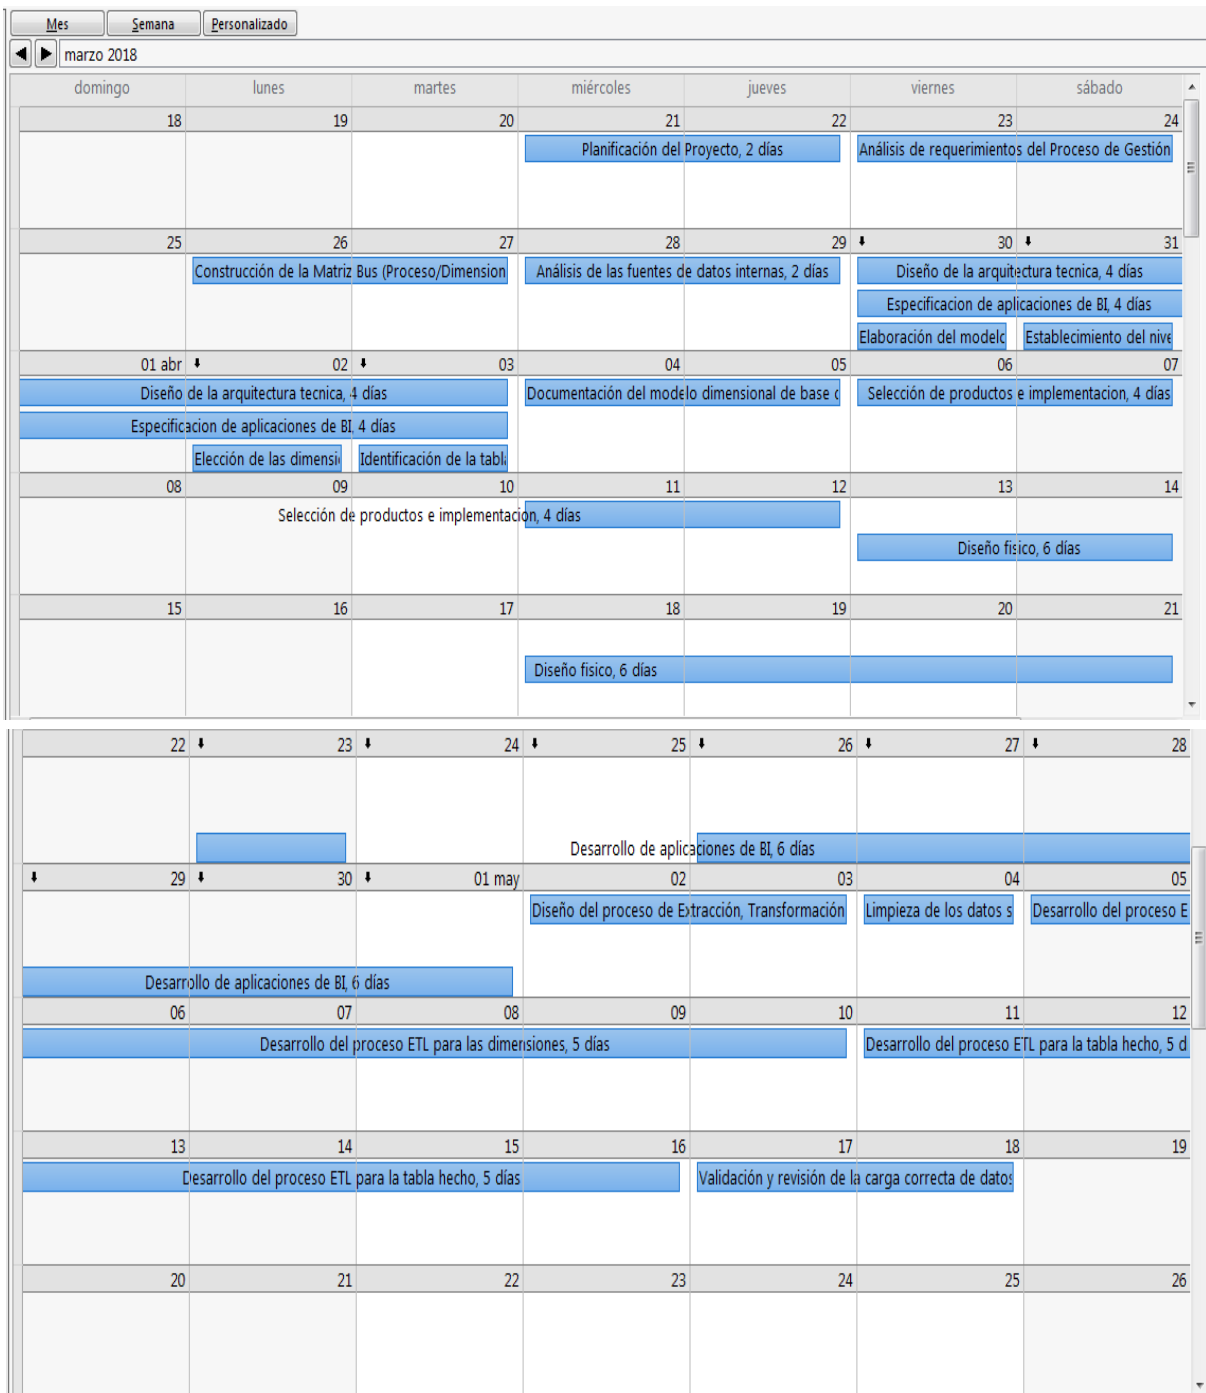 Mes Semana Personalizado
marzo 2018
domingo lunes martes miércoles jueves viernes sábado
18 19 20 21 22 23 24
Planificación del Proyecto, 2 días Análisis de requerimientos del Proceso de Gestión
25 26 27 28 29 30 31
Construcción de la Matriz Bus (Proceso/Dimension Análisis de las fuentes de datos internas, 2 días Diseño de la arquitectura tecnica, 4 días
Especificacion de aplicaciones de BI, 4 días
Elaboración del modelo Establecimiento del nive
01 abr 02 03 04 05 06 07
Diseño de la arquitectura tecnica, 4 días Documentación del modelo dimensional de base d Selección de productos e implementacion, 4 días
Especificacion de aplicaciones de BI, 4 días
Elección de las dimensi Identificación de la tabla
08 09 10 11 12 13 14
Selección de productos e implementacion, 4 días
Diseño fisico, 6 días
15 16 17 18 19 20 21
Diseño fisico, 6 días
22 23 24 25 26 27 28
Desarrollo de aplicaciones de BI, 6 días
29 30 01 may 02 03 04 05
Diseño del proceso de Extracción, Transformación Limpieza de los datos s Desarrollo del proceso E
Desarrollo de aplicaciones de BI, 6 días
06 07 08 09 10 11 12
Desarrollo del proceso ETL para las dimensiones, 5 días Desarrollo del proceso ETL para la tabla hecho, 5 d
13 14 15 16 17 18 19
Desarrollo del proceso ETL para la tabla hecho, 5 días Validación y revisión de la carga correcta de datos
20 21 22 23 24 25 26